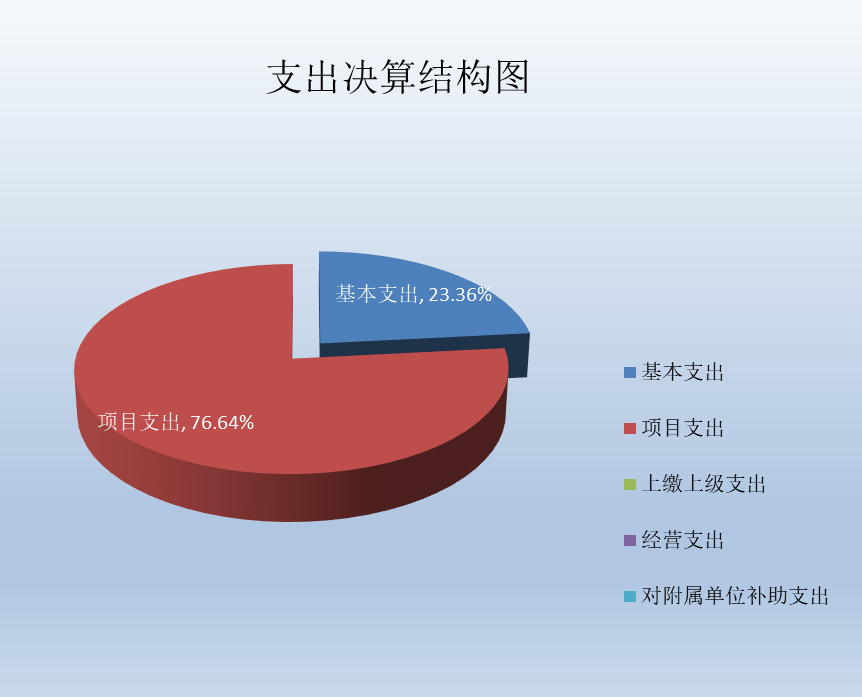 支出决算结构图
基本支出, 23.36%
项目支出, 76.64%
基本支出
项目支出
上缴上级支出
经营支出
对附属单位补助支出